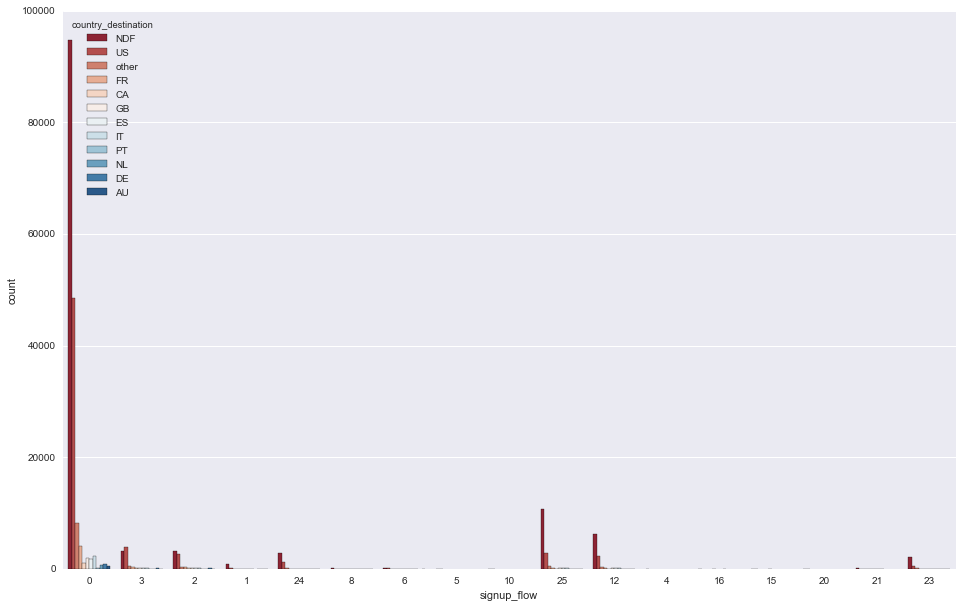 100000
80000
60000
40000
20000
0
count
country_destination
NDF
US
other
FR
CA
GB
ES
IT
PT
NL
DE
AU
0 3 2 1 24 8 6 5 10 25 12 4 16 15 20 21 23
signup_flow